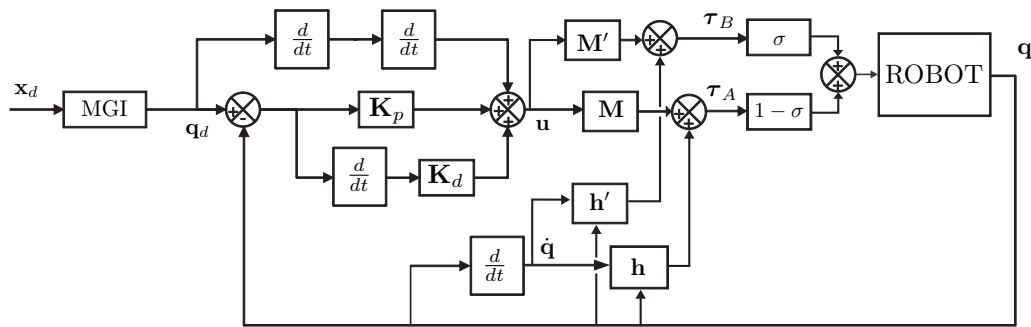 x_d
MGI
q_d
+
-
d/dt
d/dt
K_p
d/dt
K_d
+
+
+
u
M′
M
+
+
+
+
τ_B
τ_A
σ
1 − σ
+
+
ROBOT
q
h′
q̇
d/dt
h